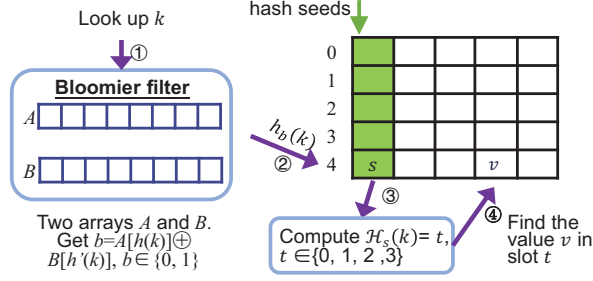 hash seeds
Look up k
①
Bloomier filter
A
B
Two arrays A and B.
Get b=A[h(k)]⊕
B[h'(k)], b∈{0, 1}
h_b(k)
②
0
1
2
3
4
s
v
③
Compute ℋ_s(k)= t,
t ∈{0, 1, 2 ,3}
④
Find the
value v in
slot t